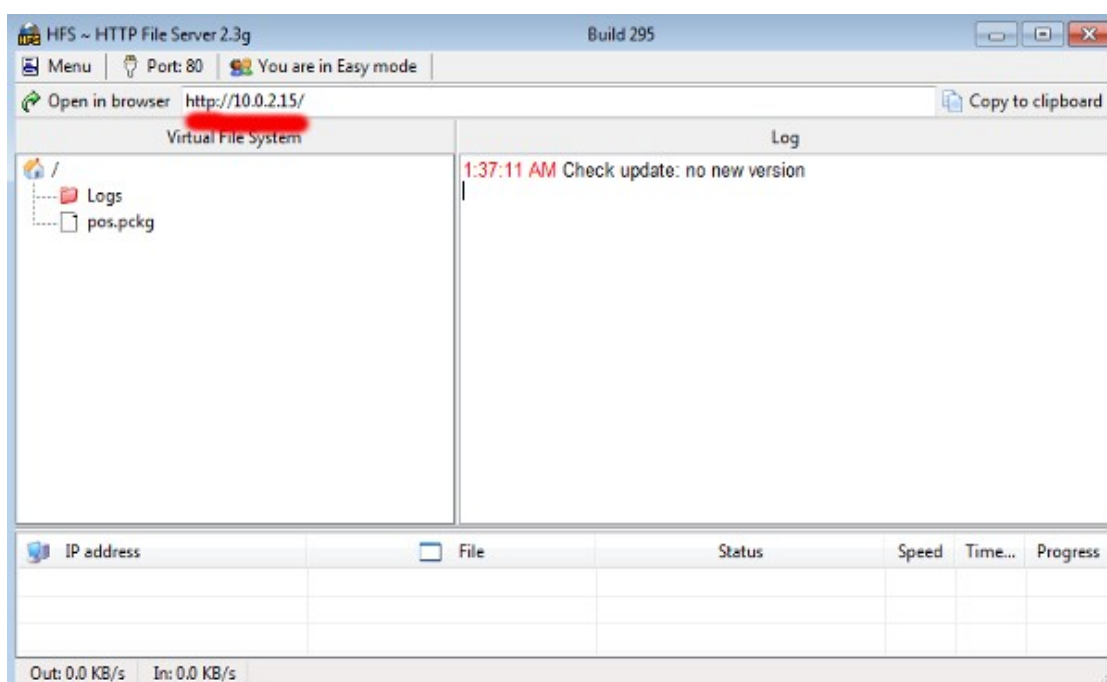 HFS ~ HTTP File Server 2.3g Build 295
Menu Port: 80 You are in Easy mode
Open in browser http://10.0.2.15/ Copy to clipboard
Virtual File System Log
/
Logs
pos.pckg
1:37:11 AM Check update: no new version
IP address File Status Speed Time... Progress
Out: 0.0 KB/s In: 0.0 KB/s